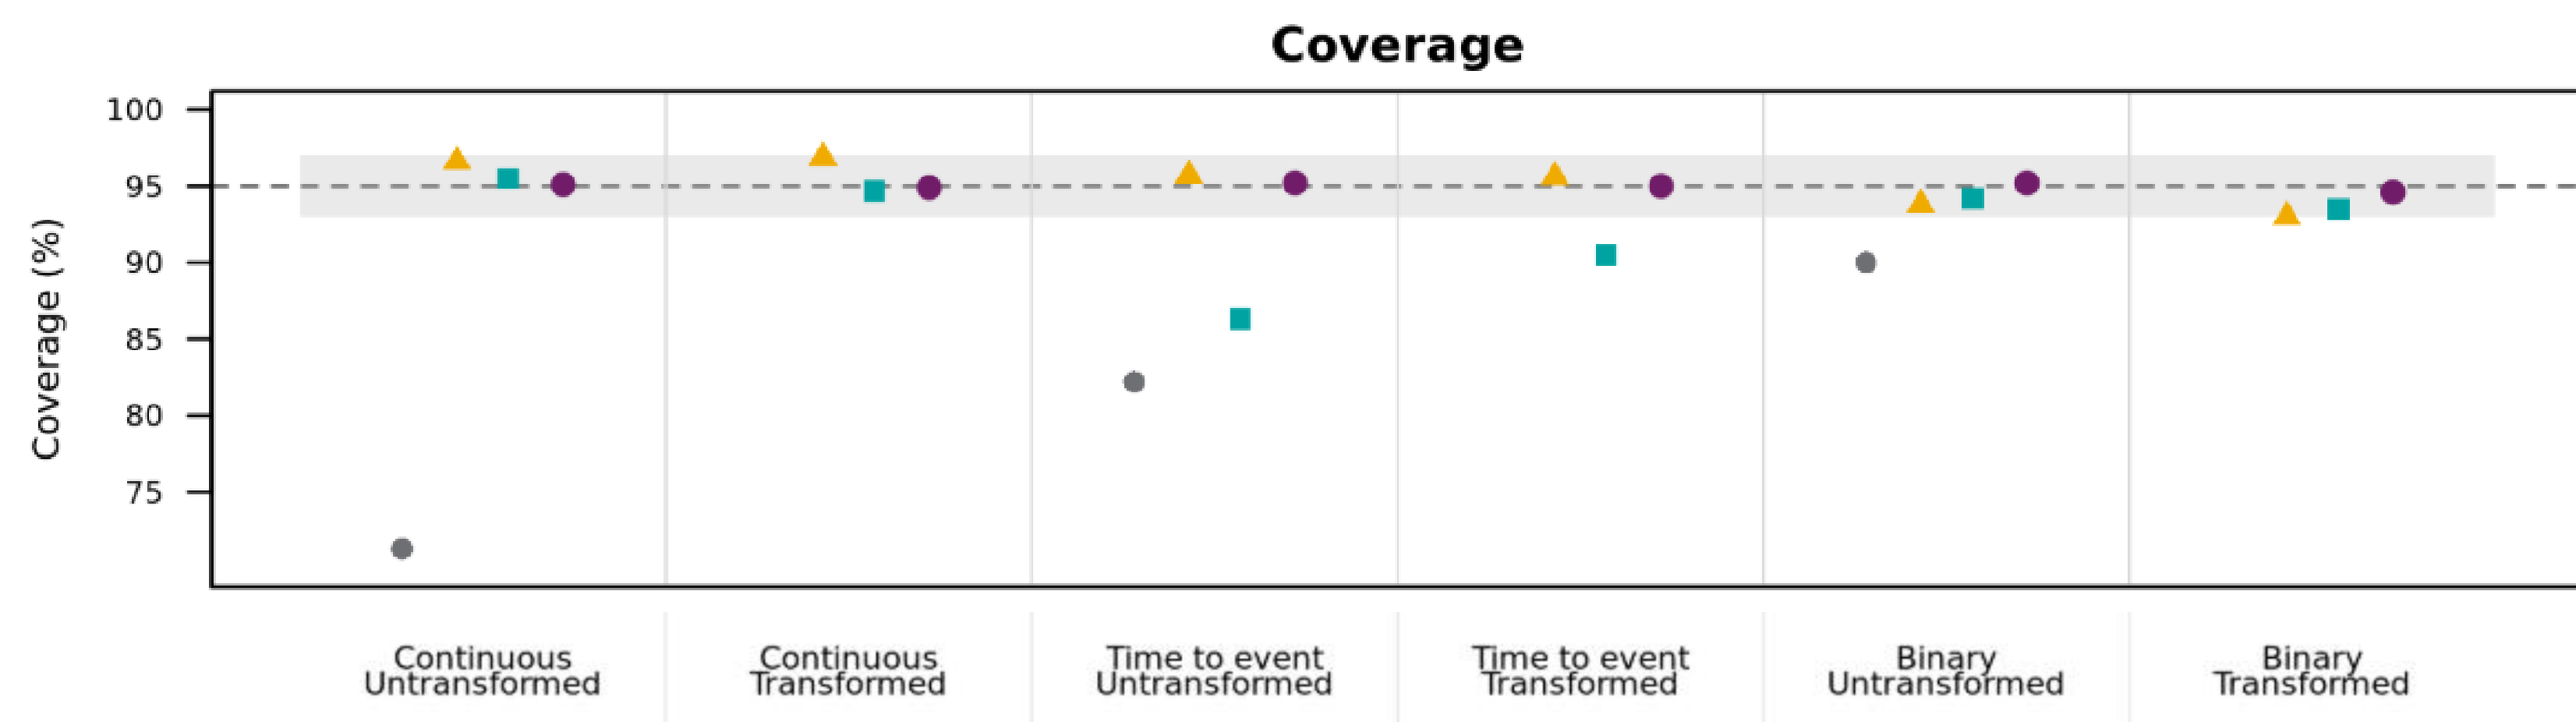 Coverage
100
95
90
85
80
75
Coverage (%)
Continuous
Untransformed
Continuous
Transformed
Time to event
Untransformed
Time to event
Transformed
Binary
Untransformed
Binary
Transformed